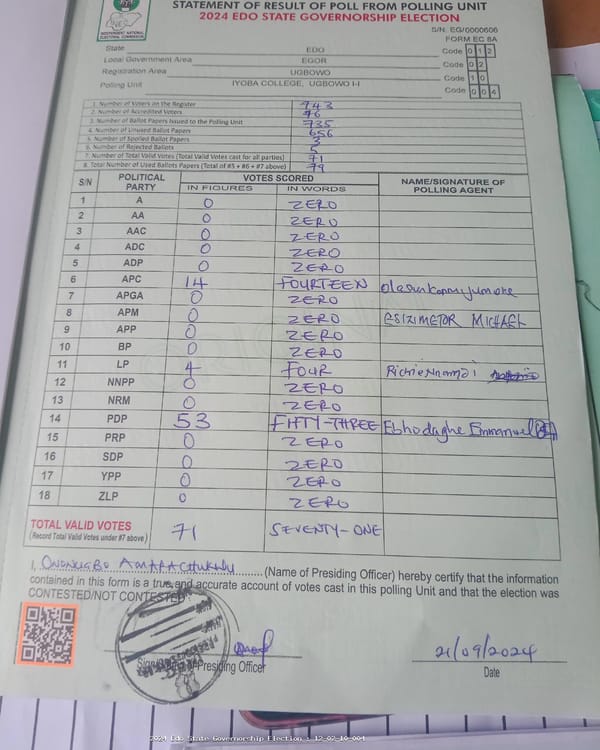 STATEMENT OF RESULT OF POLL FROM POLLING UNIT
2024 EDO STATE GOVERNORSHIP ELECTION
INDEPENDENT NATIONAL ELECTORAL COMMISSION
S/N. EG/0000606
FORM EC 8A
State EDO Code 0 1 2
Local Government Area EGOR Code 0 2
Registration Area UGBOWO Code 1 0
Polling Unit IYOBA COLLEGE, UGBOWO I-I Code 0 0 4
1. Number of Voters on the Register 743
2. Number of Accredited Voters 76
3. Number of Ballot Papers Issued to the Polling Unit 735
4. Number of Unused Ballot Papers 656
5. Number of Spoiled Ballot Papers 3
6. Number of Rejected Ballots 5
7. Number of Total Valid Votes (Total Valid Votes cast for all parties) 71
8. Total Number of Used Ballots Papers (Total of #5 + #6 + #7 above) 79
S/N POLITICAL PARTY VOTES SCORED NAME/SIGNATURE OF POLLING AGENT
IN FIGURES IN WORDS
1 A 0 ZERO
2 AA 0 ZERO
3 AAC 0 ZERO
4 ADC 0 ZERO
5 ADP 0 ZERO
6 APC 14 FOURTEEN
7 APGA 0 ZERO
8 APM 0 ZERO ESIZIMETOR MICHAEL
9 APP 0 ZERO
10 BP 0 ZERO
11 LP 4 FOUR Richie Nnamdi
12 NNPP 0 ZERO
13 NRM 0 ZERO
14 PDP 53 FIFTY-THREE Ebhodaghe Emmanuel
15 PRP 0 ZERO
16 SDP 0 ZERO
17 YPP 0 ZERO
18 ZLP 0 ZERO
TOTAL VALID VOTES 71 SEVENTY-ONE
(Record Total Valid Votes under #7 above)
I, AMARACHUKWU (Name of Presiding Officer) hereby certify that the information
contained in this form is a true and accurate account of votes cast in this polling Unit and that the election was
CONTESTED/NOT CONTESTED
Presiding Officer
21/09/2024
Date
2024 Edo State Governorship Election : 12_02_10_004